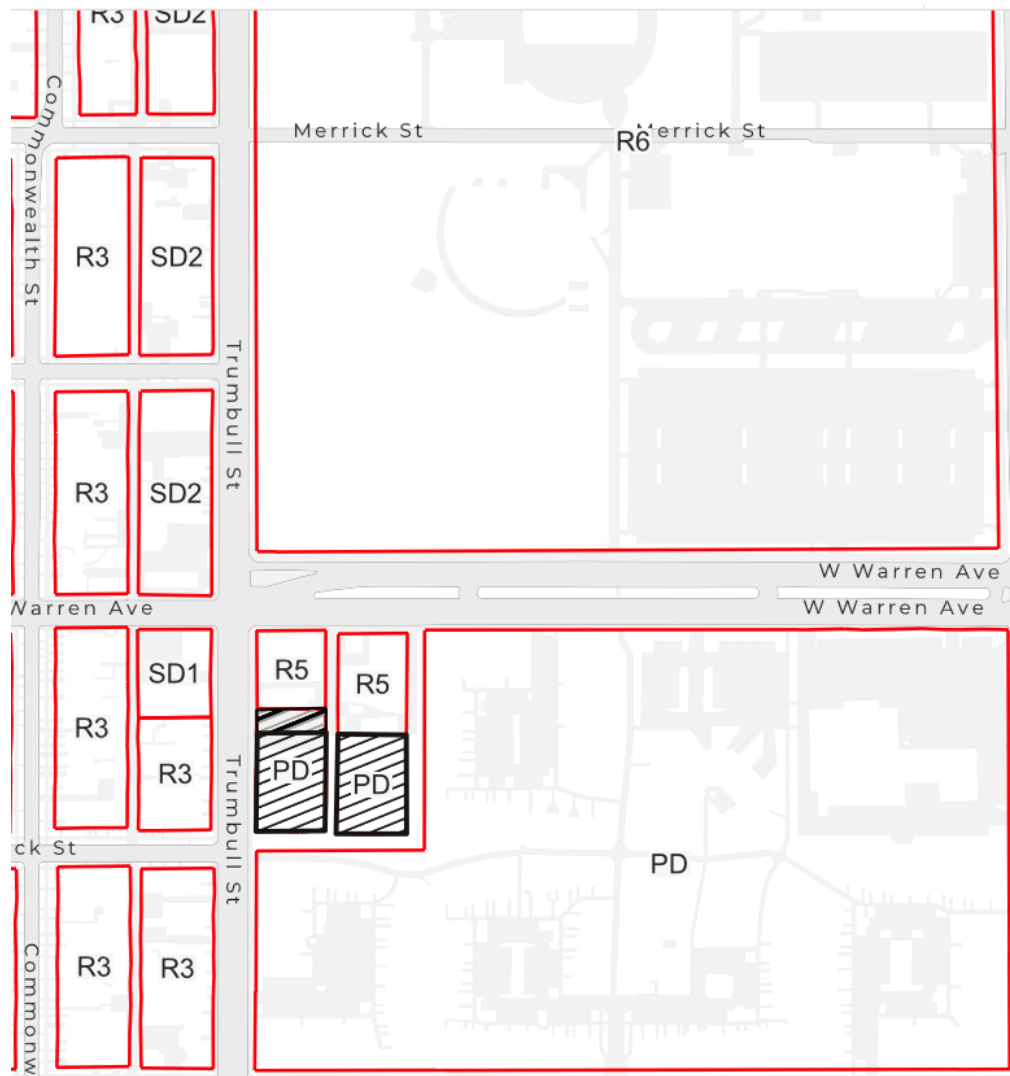 R3
SD2
Commonwealth St
Merrick St
R6
Merrick St
R3
SD2
Trumbull St
R3
SD2
W Warren Ave
Warren Ave
W Warren Ave
SD1
R5
R5
R3
R3
PD
PD
Trumbull St
ck St
PD
R3
R3
Commonw